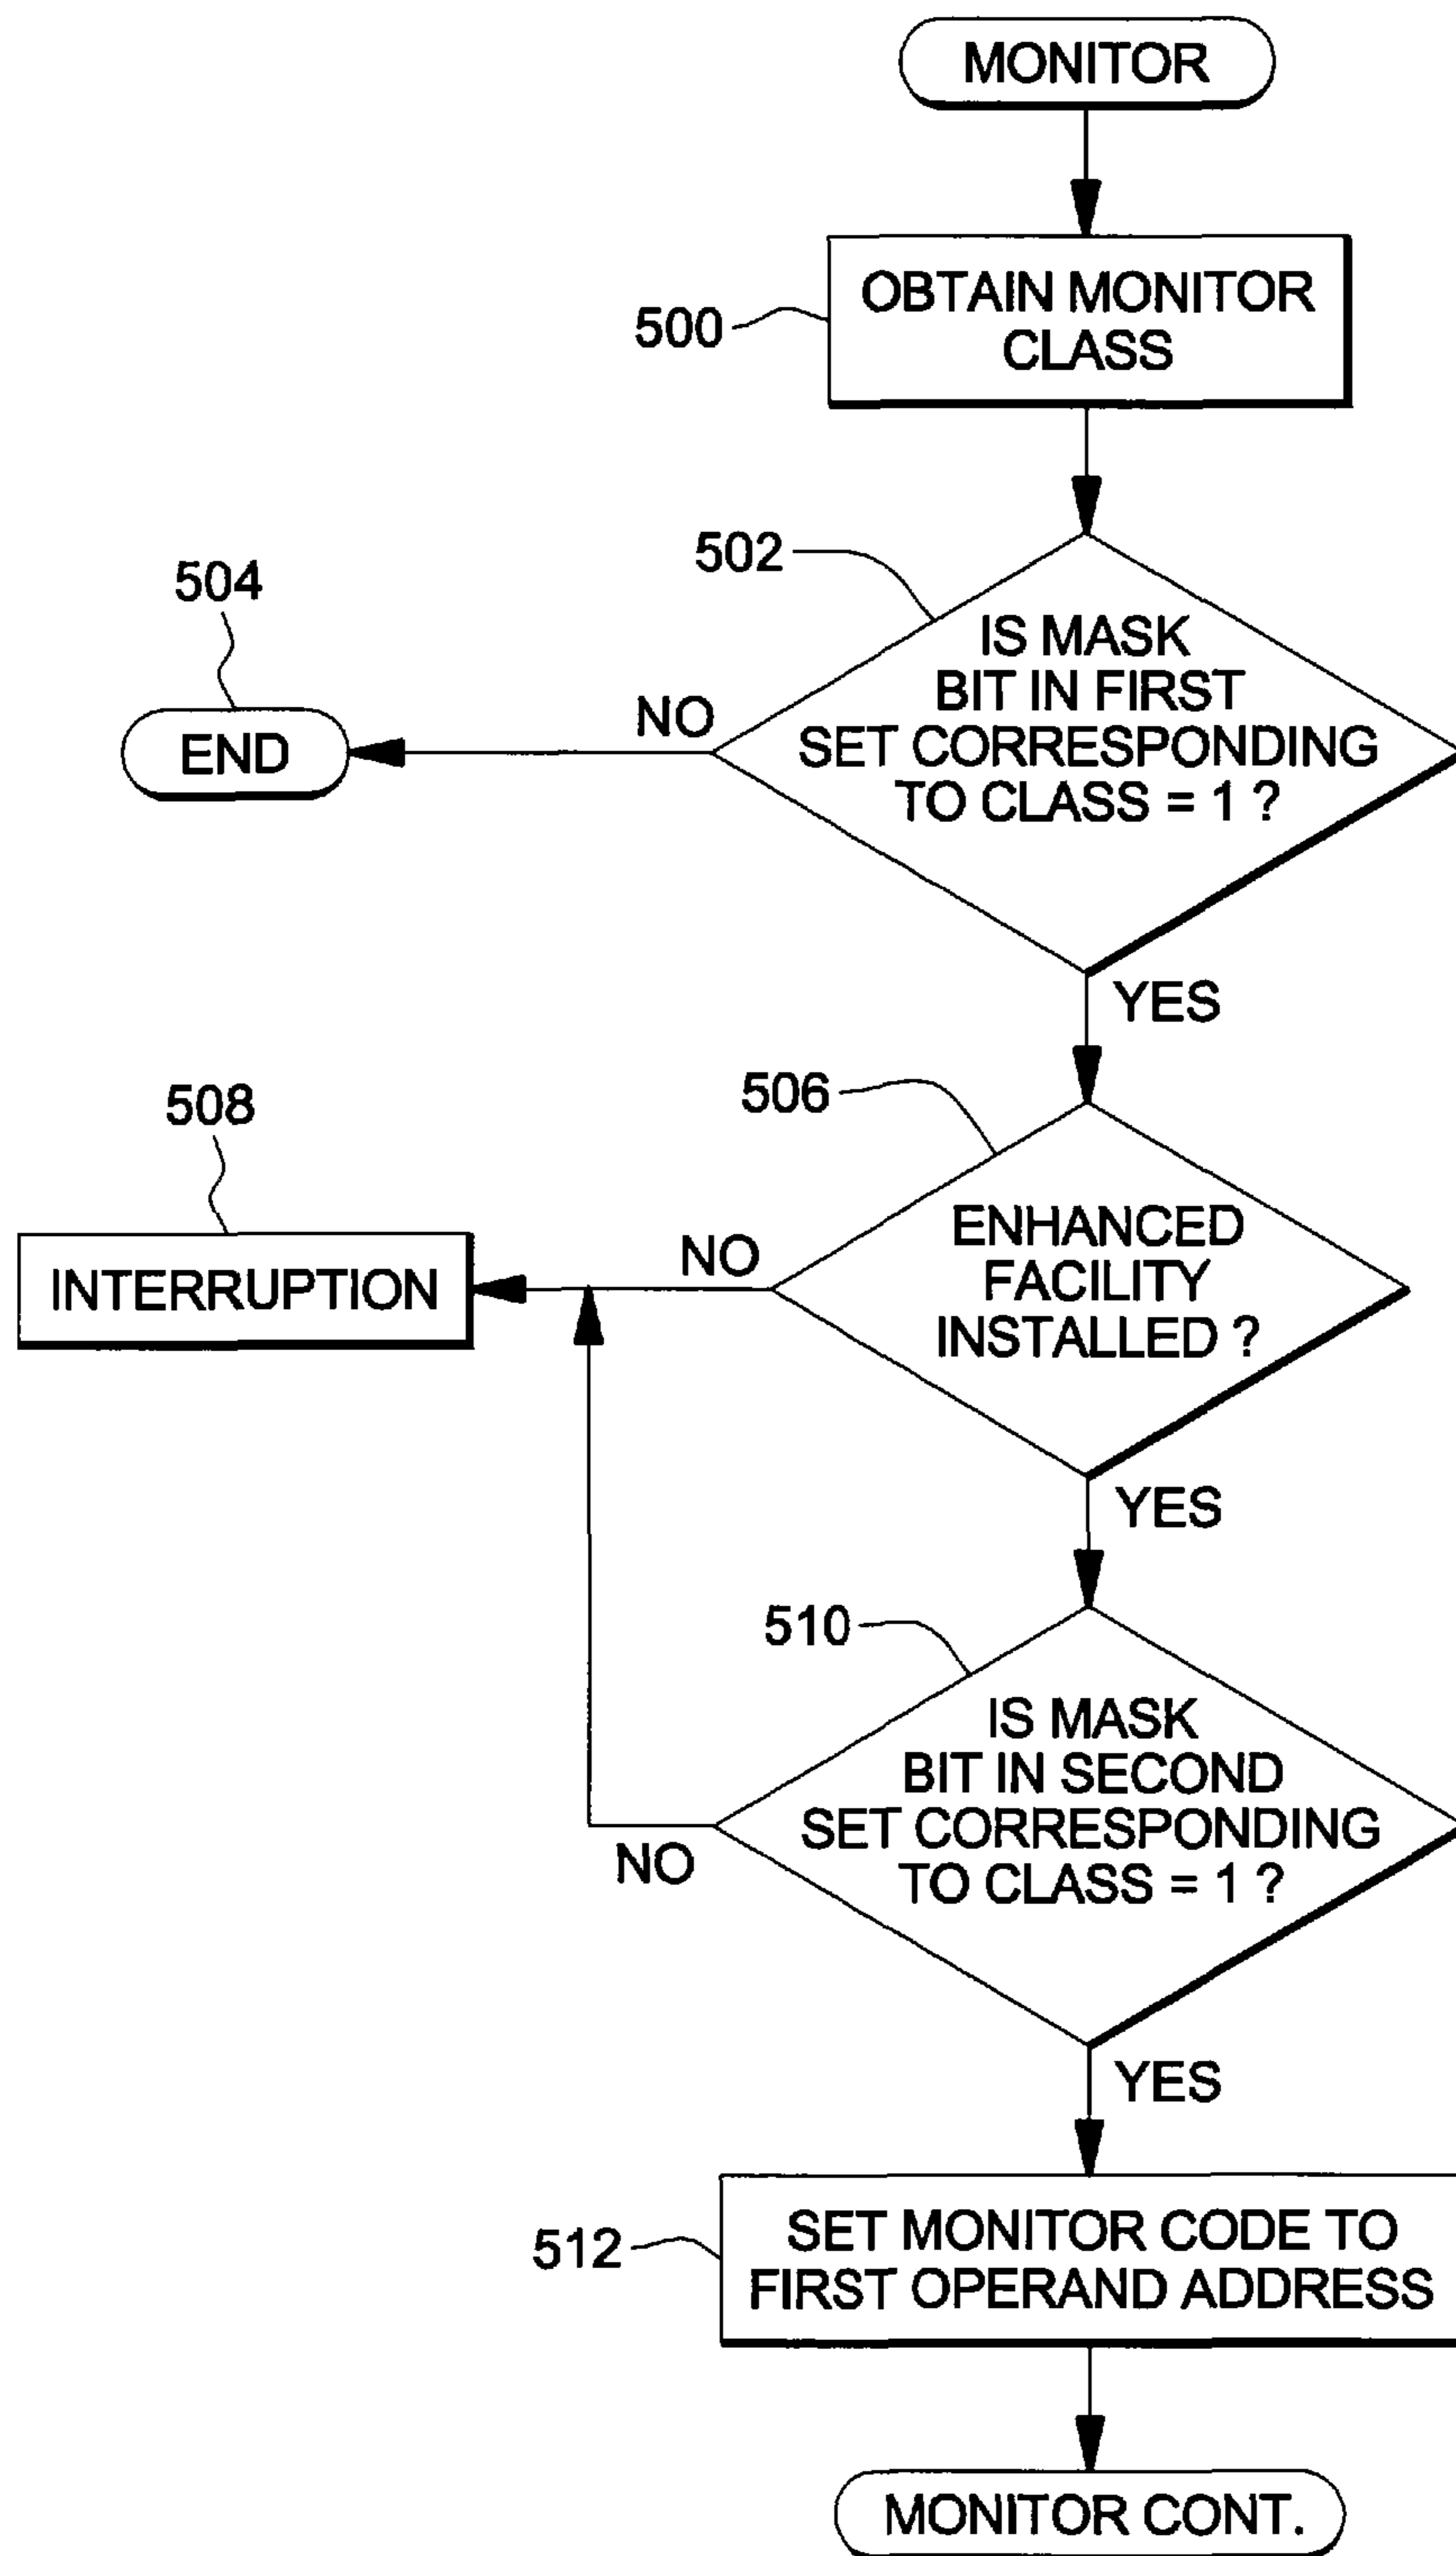 MONITOR
OBTAIN MONITOR
CLASS
500
502
IS MASK
BIT IN FIRST
SET CORRESPONDING
TO CLASS = 1 ?
NO
504
END
YES
506
ENHANCED
FACILITY
INSTALLED ?
NO
508
INTERRUPTION
YES
510
IS MASK
BIT IN SECOND
SET CORRESPONDING
TO CLASS = 1 ?
NO
YES
512
SET MONITOR CODE TO
FIRST OPERAND ADDRESS
MONITOR CONT.